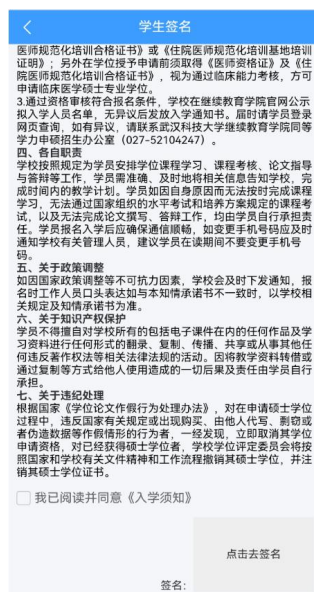 学生签名
医师规范化培训合格证书》或《住院医师规范化培训基地培训
证明》；另外在学位授予申请前须取得《医师资格证》及《住
院医师规范化培训合格证书》，视为通过临床能力考核，方可
申请临床医学硕士专业学位。
3.通过资格审核符合报名条件，学校在继续教育学院官网公示
拟入学人员名单，无异议后发放入学通知书。届时请学员登录
网页查询，如有异议，请联系武汉科技大学继续教育学院同等
学力申硕招生办公室（027-52104247）。
四、各自职责
学校按照规定为学员安排学位课程学习、课程考核、论文指导
与答辩等工作，学员需准确、及时地将相关信息告知学校，完
成时间内的教学计划。学员如因自身原因而无法按时完成课程
学习，无法通过国家组织的水平考试和培养方案规定的课程考
试，以及无法完成论文撰写、答辩工作，均由学员自行承担责
任。学员报名入学后应确保通信顺畅，如变更手机号码应及时
通知学校有关管理人员，建议学员在读期间不要变更手机号
码。
五、关于政策调整
如因国家政策调整等不可抗力因素，学校会及时下发通知，报
名时工作人员口头表达如与本知情承诺书不一致时，以学校相
关规定及知情承诺书为准。
六、关于知识产权保护
学员不得擅自对学校所有的包括电子课件在内的任何作品及学
习资料进行任何形式的翻录、复制、传播、共享或从事其他任
何违反著作权法等相关法律法规的活动。因将教学资料转借或
通过复制等方式给他人使用造成的一切后果及责任由学员自行
承担。
七、关于违纪处理
根据国家《学位论文作假行为处理办法》，对在申请硕士学位
过程中，违反国家有关规定或出现购买、由他人代写、剽窃或
者伪造数据等作假情形的行为者，一经发现，立即取消其学位
申请资格，对已经获得硕士学位者，学校学位评定委员会将按
照国家和学校有关文件精神和工作流程撤销其硕士学位，并注
销其硕士学位证书。
我已阅读并同意《入学须知》
点击去签名
签名: